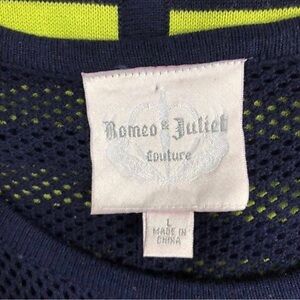 Romeo & Juliet
Couture
L
MADE IN
CHINA